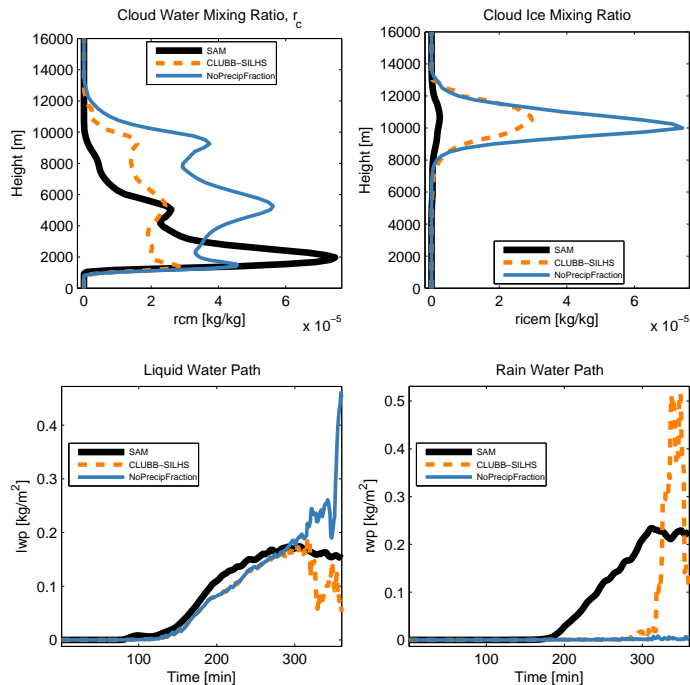 Cloud Water Mixing Ratio, r_c
16000
14000
12000
10000
8000
6000
4000
2000
0
Height [m]
SAM
CLUBB−SILHS
NoPrecipFraction
0 2 4 6
rcm [kg/kg]
x 10^-5
Cloud Ice Mixing Ratio
16000
14000
12000
10000
8000
6000
4000
2000
0
Height [m]
SAM
CLUBB−SILHS
NoPrecipFraction
0 2 4 6
ricem [kg/kg]
x 10^-5
Liquid Water Path
0.4
0.3
0.2
0.1
0
lwp [kg/m^2]
SAM
CLUBB−SILHS
NoPrecipFraction
100 200 300
Time [min]
Rain Water Path
0.5
0.4
0.3
0.2
0.1
0
rwp [kg/m^2]
SAM
CLUBB−SILHS
NoPrecipFraction
100 200 300
Time [min]